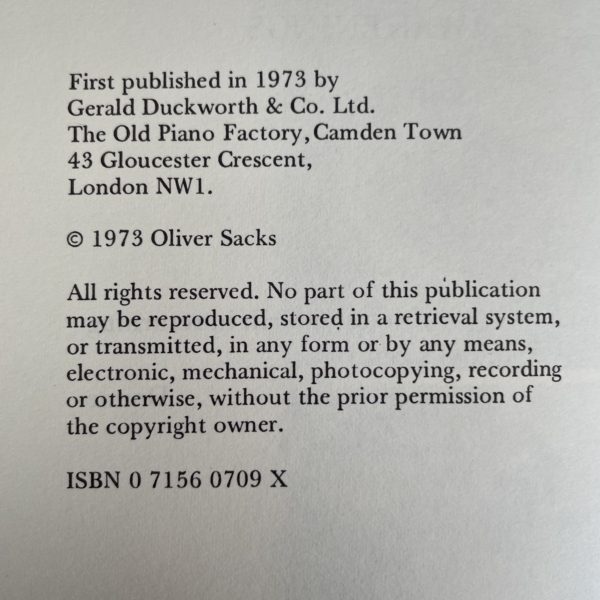 First published in 1973 by
Gerald Duckworth & Co. Ltd.
The Old Piano Factory, Camden Town
43 Gloucester Crescent,
London NW1.
© 1973 Oliver Sacks
All rights reserved. No part of this publication
may be reproduced, stored in a retrieval system,
or transmitted, in any form or by any means,
electronic, mechanical, photocopying, recording
or otherwise, without the prior permission of
the copyright owner.
ISBN 0 7156 0709 X